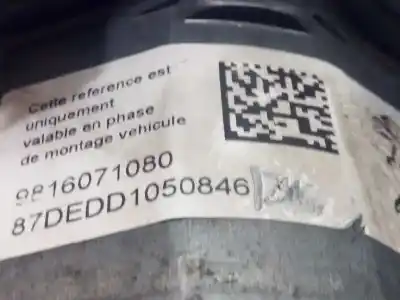 Cette reference est
uniquement
valable en phase
de montage vehicule
9816071080
87DEDD1050846